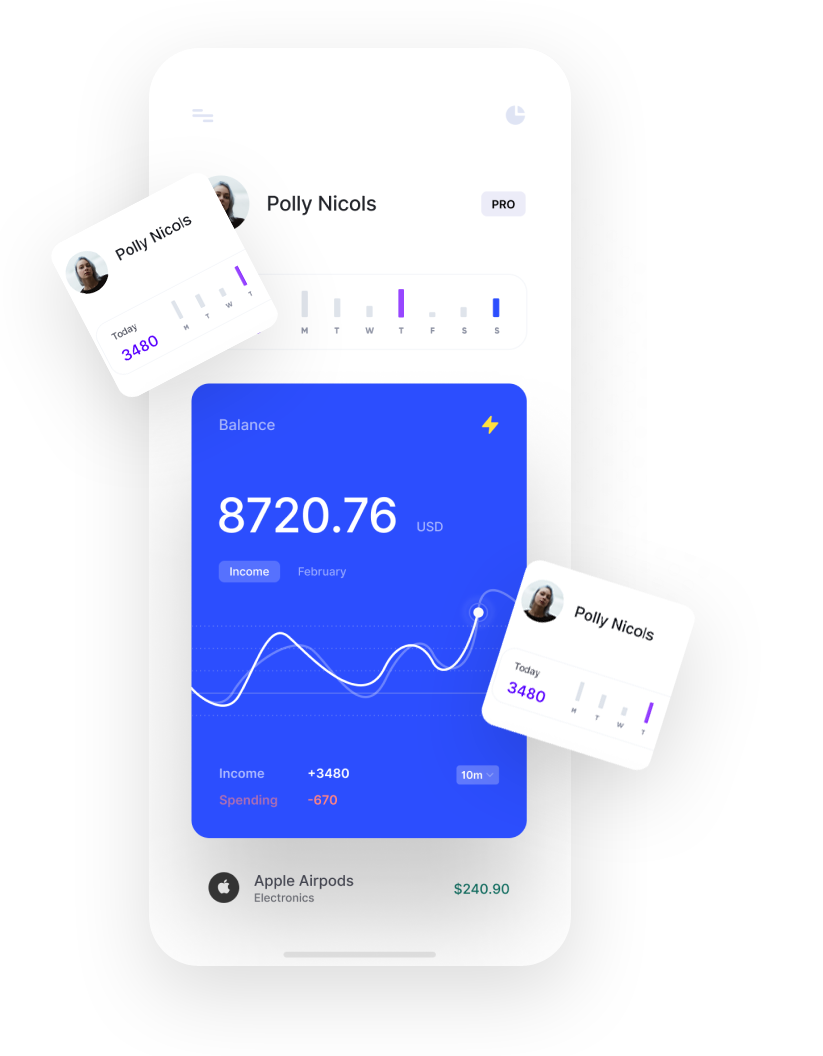 Polly Nicols
PRO
Polly Nicols
Today
3480
M T W T
M T W T F S S
Balance
8720.76 USD
Income February
Polly Nicols
Today
3480
M T W T
Income +3480 10m
Spending -670
Apple Airpods
Electronics
$240.90